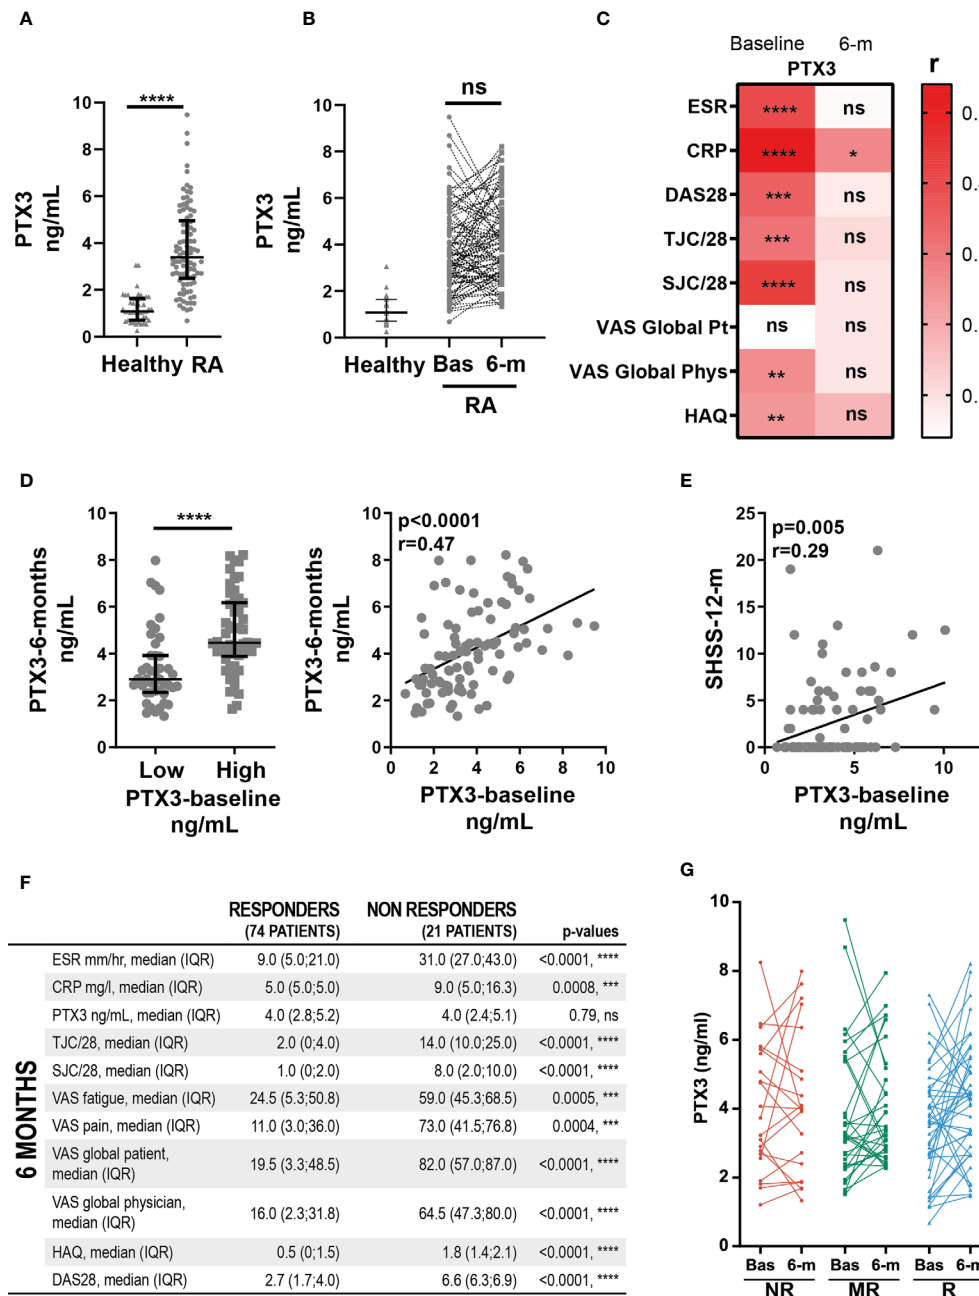 A
B
C
****
PTX3
ng/mL
10
8
6
4
2
0
Healthy RA
ns
PTX3
ng/mL
10
8
6
4
2
0
Healthy
Bas 6-m
RA
Baseline 6-m
PTX3
r
ESR **** ns
CRP **** *
DAS28 *** ns
TJC/28 *** ns
SJC/28 **** ns
VAS Global Pt ns ns
VAS Global Phys ** ns
HAQ ** ns
0.
0.
0.
0.
0.
D
E
****
PTX3-6-months
ng/mL
10
8
6
4
2
0
Low High
PTX3-baseline
ng/mL
p<0.0001
r=0.47
PTX3-6-months
ng/mL
10
8
6
4
2
0
0 2 4 6 8 10
PTX3-baseline
ng/mL
p=0.005
r=0.29
SHSS-12-m
25
20
15
10
5
0
0 5 10
PTX3-baseline
ng/mL
F
RESPONDERS NON RESPONDERS
(74 PATIENTS) (21 PATIENTS) p-values
6 MONTHS
ESR mm/hr, median (IQR) 9.0 (5.0;21.0) 31.0 (27.0;43.0) <0.0001, ****
CRP mg/l, median (IQR) 5.0 (5.0;5.0) 9.0 (5.0;16.3) 0.0008, ***
PTX3 ng/mL, median (IQR) 4.0 (2.8;5.2) 4.0 (2.4;5.1) 0.79, ns
TJC/28, median (IQR) 2.0 (0;4.0) 14.0 (10.0;25.0) <0.0001, ****
SJC/28, median (IQR) 1.0 (0;2.0) 8.0 (2.0;10.0) <0.0001, ****
VAS fatigue, median (IQR) 24.5 (5.3;50.8) 59.0 (45.3;68.5) 0.0005, ***
VAS pain, median (IQR) 11.0 (3.0;36.0) 73.0 (41.5;76.8) 0.0004, ***
VAS global patient,
median (IQR) 19.5 (3.3;48.5) 82.0 (57.0;87.0) <0.0001, ****
VAS global physician,
median (IQR) 16.0 (2.3;31.8) 64.5 (47.3;80.0) <0.0001, ****
HAQ, median (IQR) 0.5 (0;1.5) 1.8 (1.4;2.1) <0.0001, ****
DAS28, median (IQR) 2.7 (1.7;4.0) 6.6 (6.3;6.9) <0.0001, ****
G
PTX3 (ng/ml)
10
8
6
4
2
0
Bas 6-m Bas 6-m Bas 6-m
NR MR R